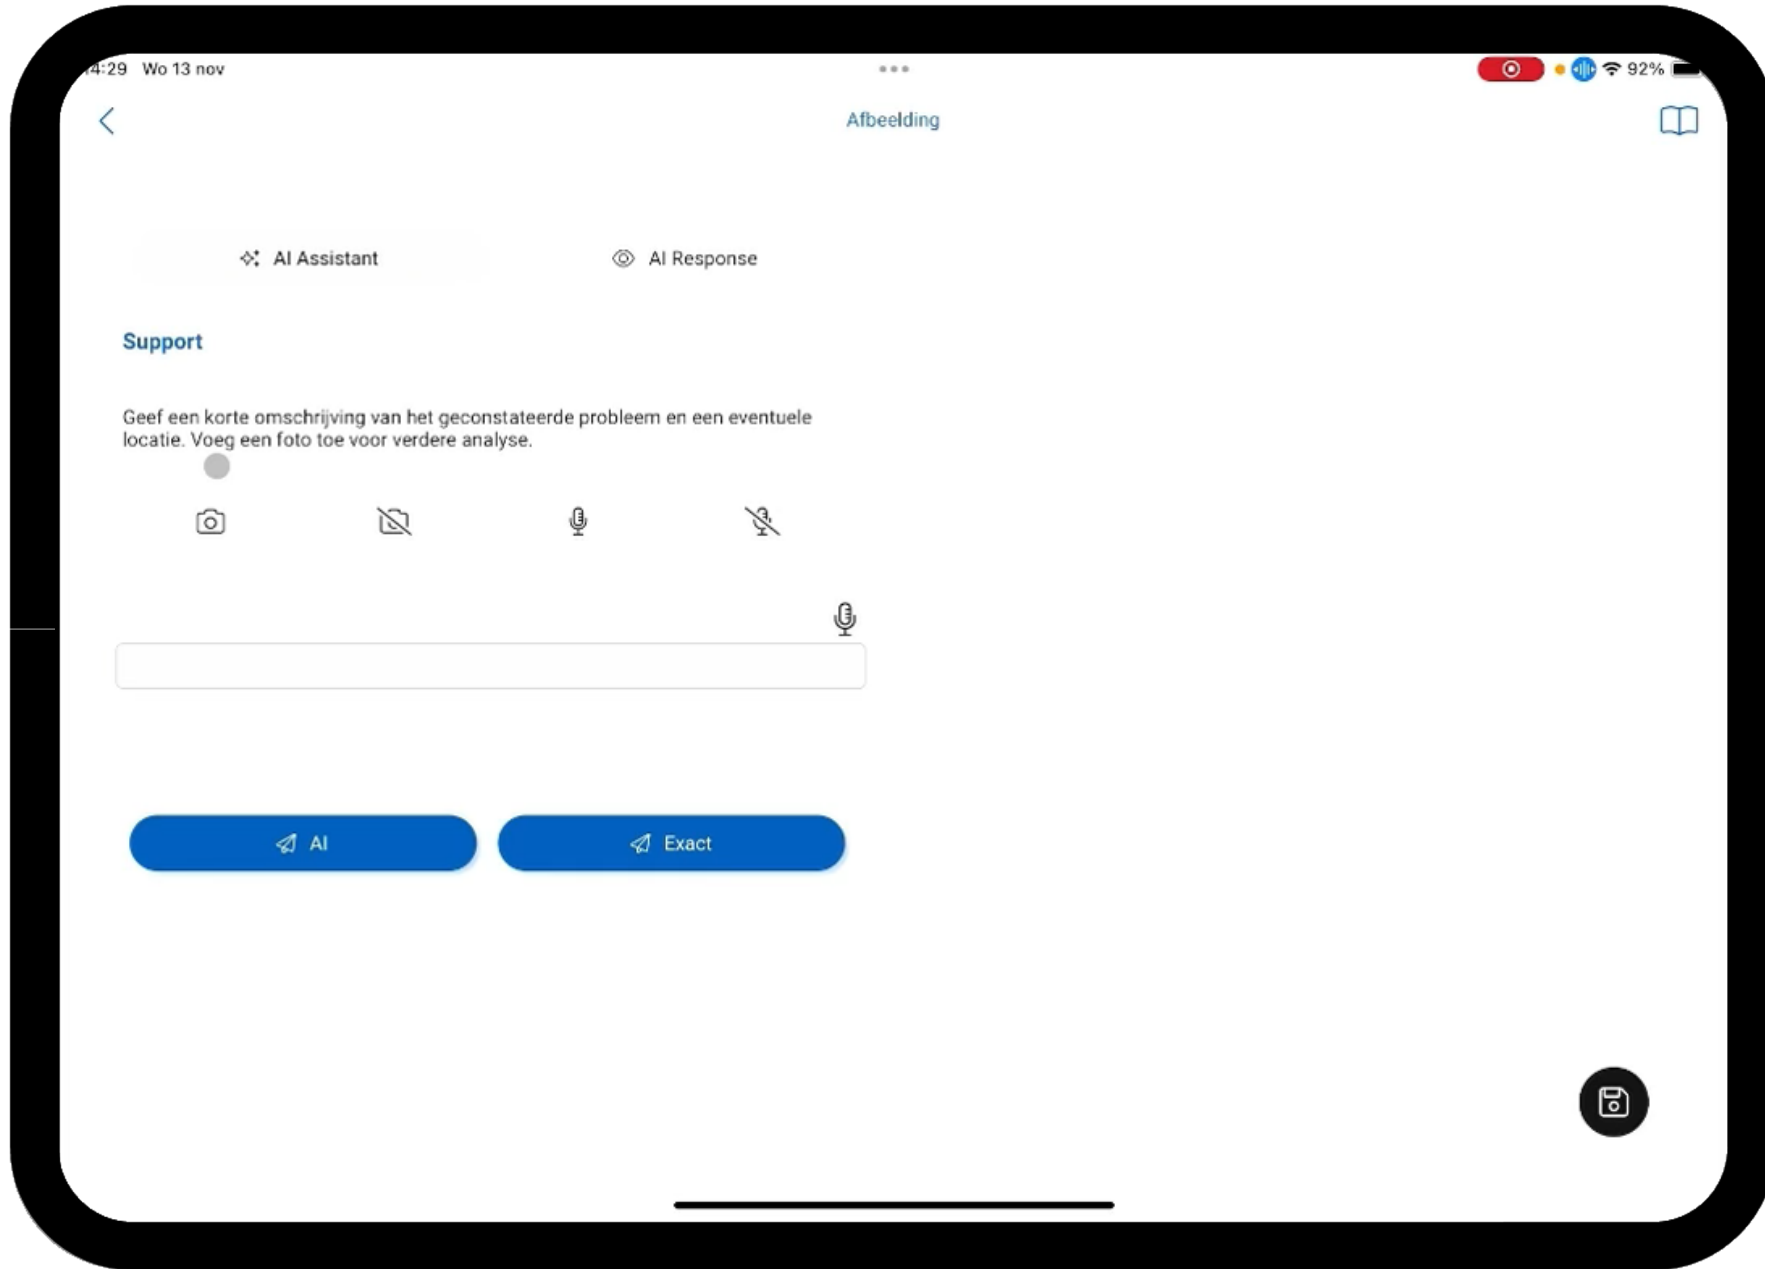 4:29 Wo 13 nov
92%
Afbeelding
AI Assistant
AI Response
Support
Geef een korte omschrijving van het geconstateerde probleem en een eventuele
locatie. Voeg een foto toe voor verdere analyse.
AI
Exact